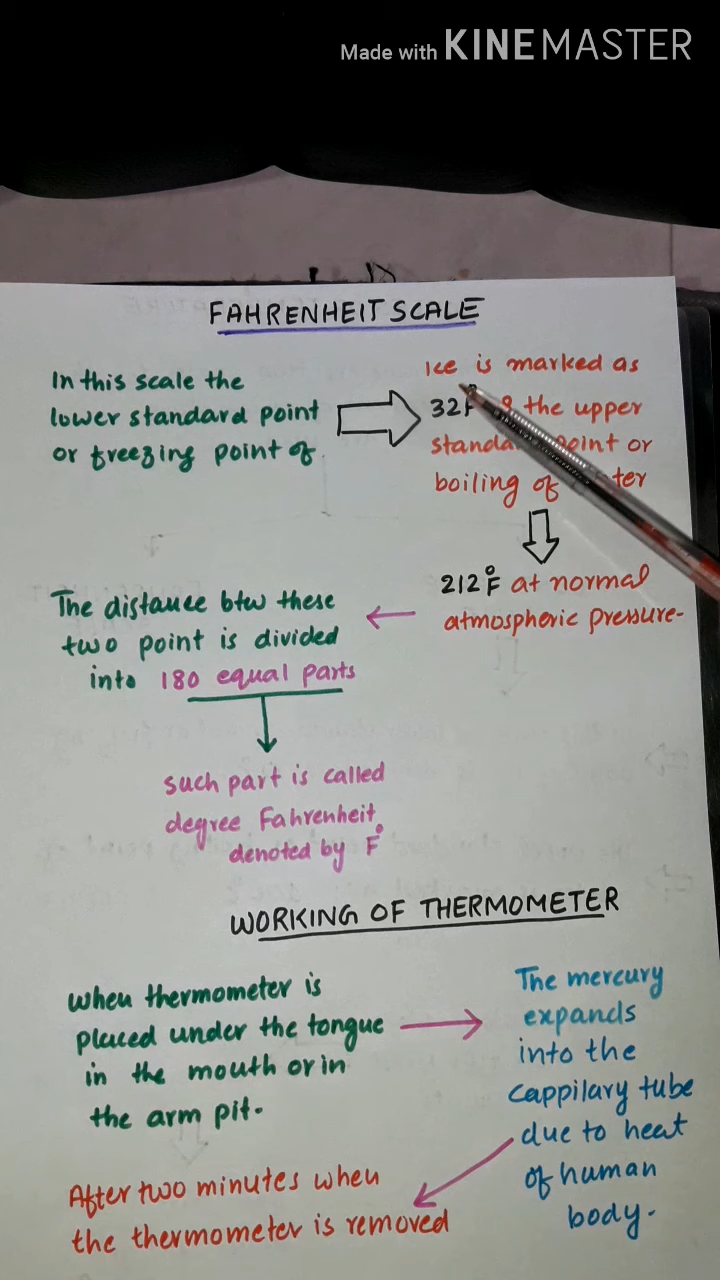 Made with KINEMASTER
FAHRENHEIT SCALE
In this scale the
lower standard point
or freezing point of
Ice is marked as
32°F & the upper
standard point or
boiling of water
212°F at normal
atmospheric pressure-
The distance btw these
two point is divided
into 180 equal parts
such part is called
degree Fahrenheit,
denoted by F°
WORKING OF THERMOMETER
When thermometer is
placed under the tongue
in the mouth or in
the arm pit.
The mercury
expands
into the
cappilary tube
due to heat
of human
body.
After two minutes when
the thermometer is removed